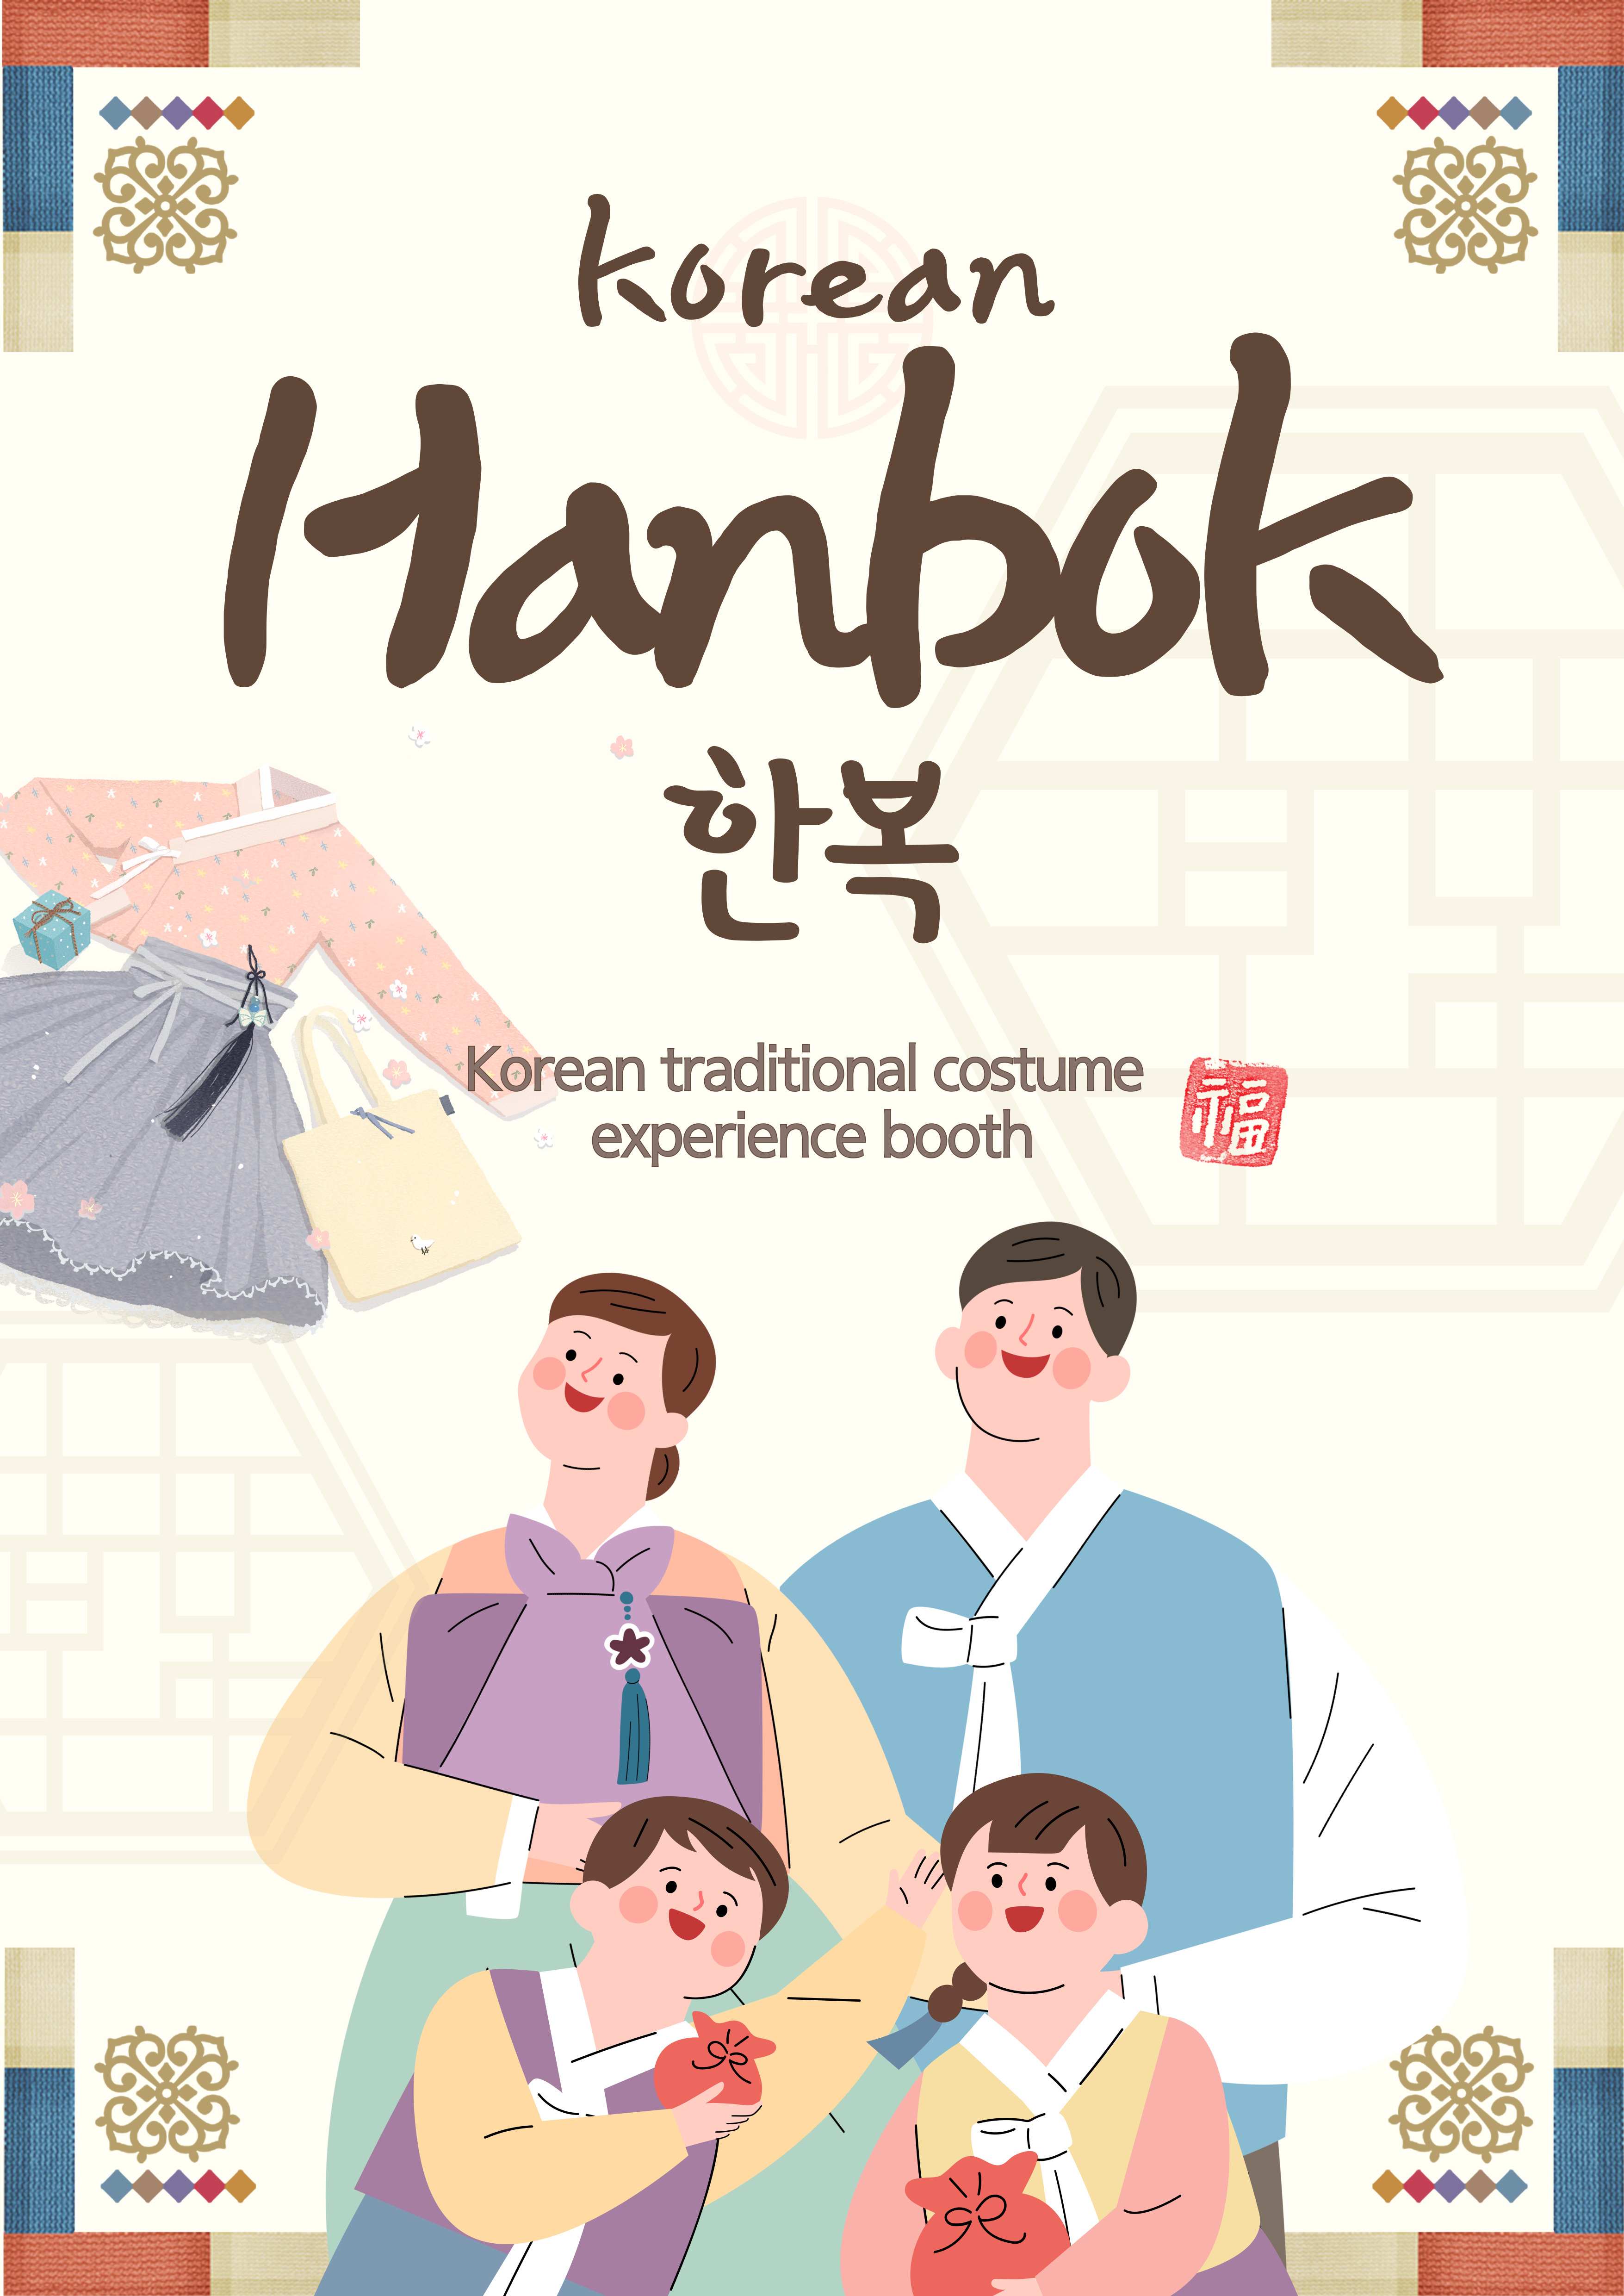 Korean
Hanbok
한복
Korean traditional costume
experience booth
福